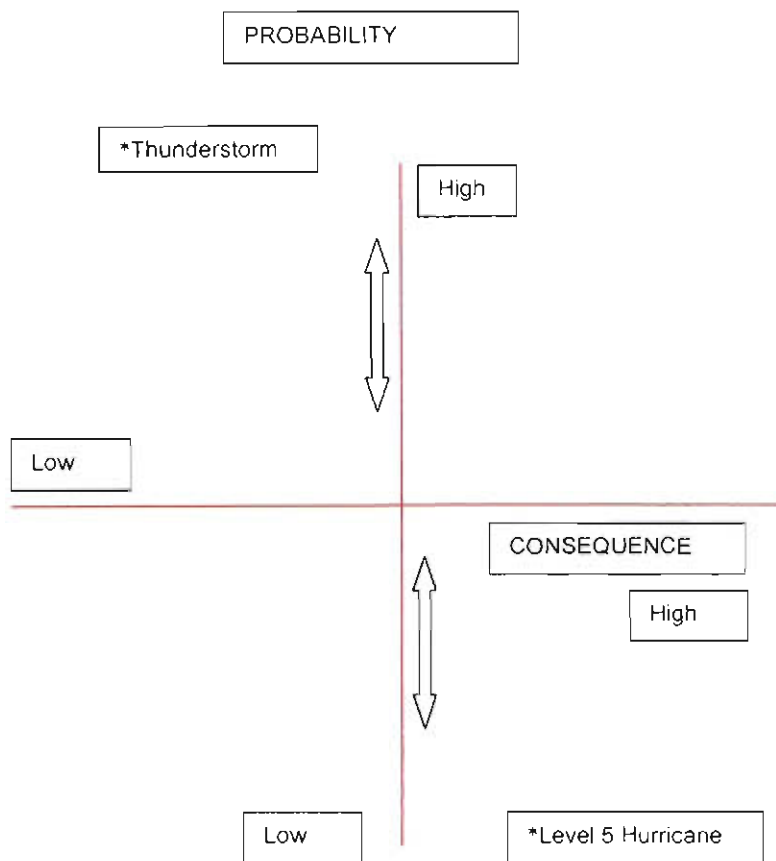 PROBABILITY
*Thunderstorm
High
Low
CONSEQUENCE
High
Low
*Level 5 Hurricane